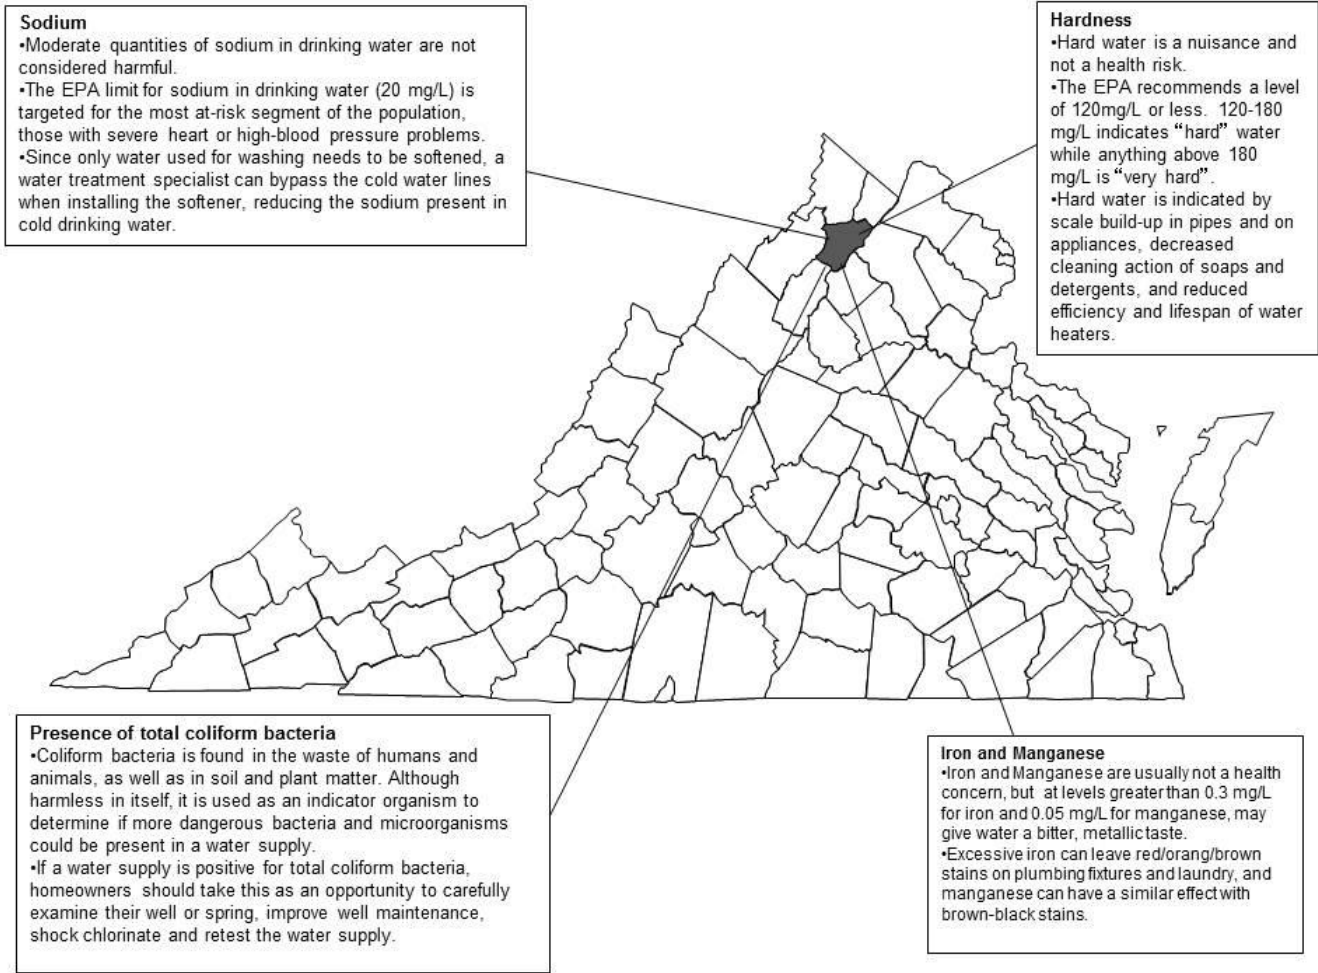 Sodium
•Moderate quantities of sodium in drinking water are not
considered harmful.
•The EPA limit for sodium in drinking water (20 mg/L) is
targeted for the most at-risk segment of the population,
those with severe heart or high-blood pressure problems.
•Since only water used for washing needs to be softened, a
water treatment specialist can bypass the cold water lines
when installing the softener, reducing the sodium present in
cold drinking water.
Hardness
•Hard water is a nuisance and
not a health risk.
•The EPA recommends a level
of 120mg/L or less. 120-180
mg/L indicates “hard” water
while anything above 180
mg/L is “very hard”.
•Hard water is indicated by
scale build-up in pipes and on
appliances, decreased
cleaning action of soaps and
detergents, and reduced
efficiency and lifespan of water
heaters.
Presence of total coliform bacteria
•Coliform bacteria is found in the waste of humans and
animals, as well as in soil and plant matter. Although
harmless in itself, it is used as an indicator organism to
determine if more dangerous bacteria and microorganisms
could be present in a water supply.
•If a water supply is positive for total coliform bacteria,
homeowners should take this as an opportunity to carefully
examine their well or spring, improve well maintenance,
shock chlorinate and retest the water supply.
Iron and Manganese
•Iron and Manganese are usually not a health
concern, but at levels greater than 0.3 mg/L
for iron and 0.05 mg/L for manganese, may
give water a bitter, metallic taste.
•Excessive iron can leave red/orang/brown
stains on plumbing fixtures and laundry, and
manganese can have a similar effect with
brown-black stains.